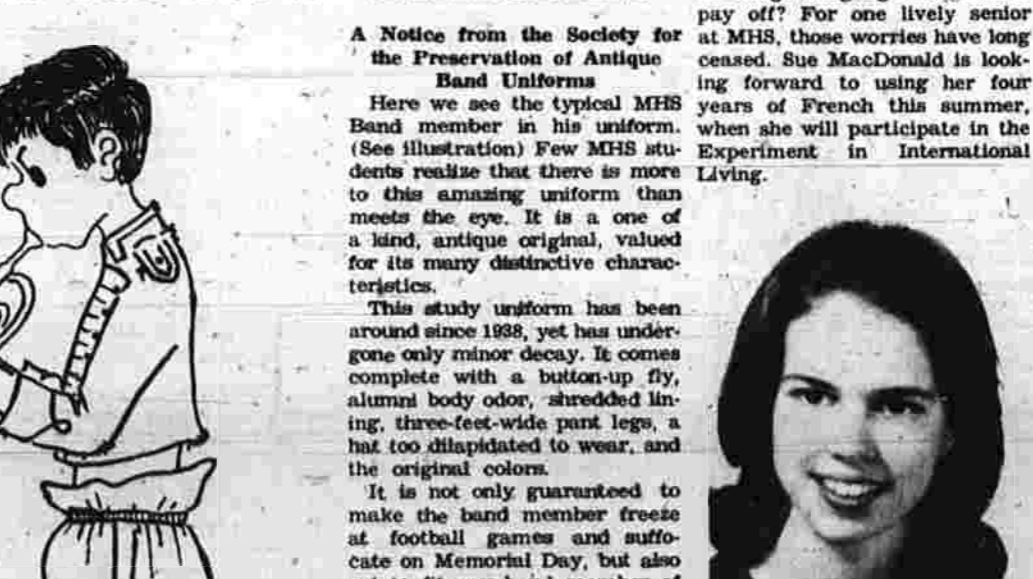 A Notice from the Society for
the Preservation of Antique
Band Uniforms
Here we see the typical MHS
Band member in his uniform.
(See illustration) Few MHS stu-
dents realize that there is more
to this amazing uniform than
meets the eye. It is a one of
a kind, antique original, valued
for its many distinctive charac-
teristics.
This study uniform has been
around since 1938, yet has under-
gone only minor decay. It comes
complete with a button-up fly,
alumni body odor, shredded lin-
ing, three-feet-wide pant legs, a
hat too dilapidated to wear, and
the original colors.
It is not only guaranteed to
make the band member freeze
at football games and suffo-
cate on Memorial Day, but also
pay off? For one lively senior
at MHS, those worries have long
ceased. Sue MacDonald is look-
ing forward to using her four
years of French this summer,
when she will participate in the
Experiment in International
Living.